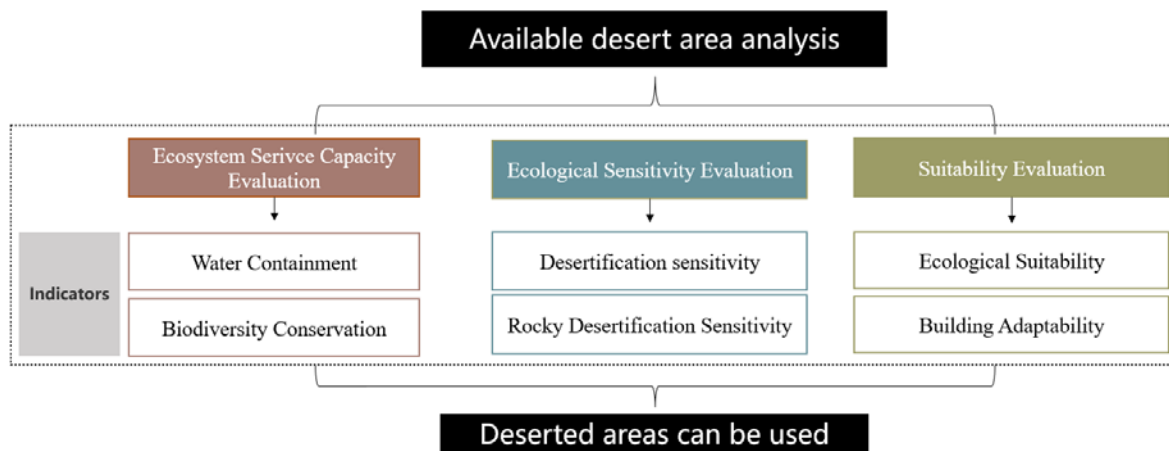 Available desert area analysis
Ecosystem Serivce Capacity
Evaluation
Ecological Sensitivity Evaluation
Suitability Evaluation
Indicators
Water Containment
Desertification sensitivity
Ecological Suitability
Biodiversity Conservation
Rocky Desertification Sensitivity
Building Adaptability
Deserted areas can be used